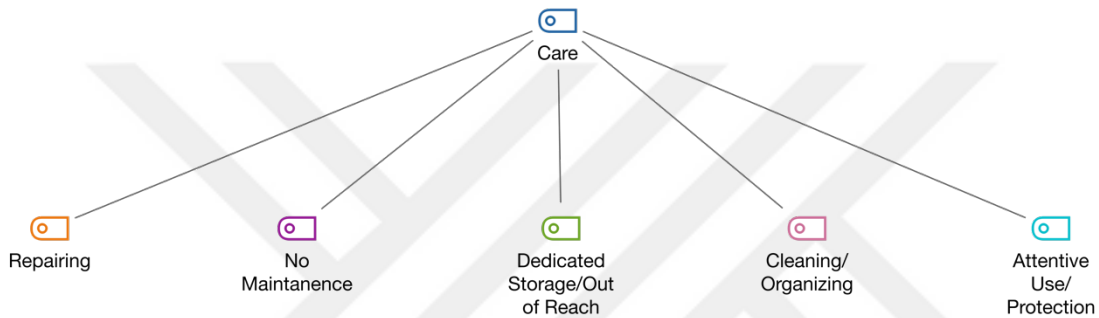 Care
Repairing
No
Maintanence
Dedicated
Storage/Out
of Reach
Cleaning/
Organizing
Attentive
Use/
Protection